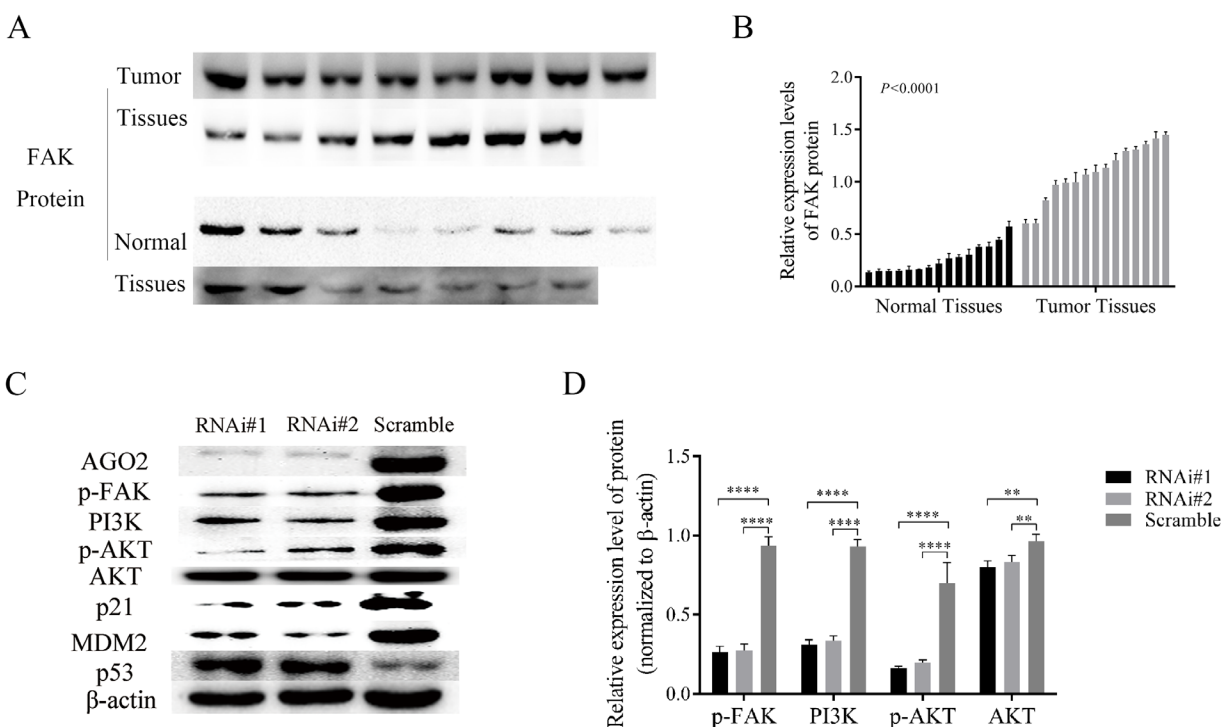 A
Tumor
Tissues
FAK
Protein
Normal
Tissues
B
Relative expression levels
of FAK protein
2.0
1.5
1.0
0.5
0.0
P<0.0001
Normal Tissues
Tumor Tissues
C
RNAi#1 RNAi#2 Scramble
AGO2
p-FAK
PI3K
p-AKT
AKT
p21
MDM2
p53
β-actin
D
Relative expression level of protein
(normalized to β-actin)
1.5
1.0
0.5
0.0
****
****
****
****
****
****
**
**
p-FAK PI3K p-AKT AKT
RNAi#1
RNAi#2
Scramble